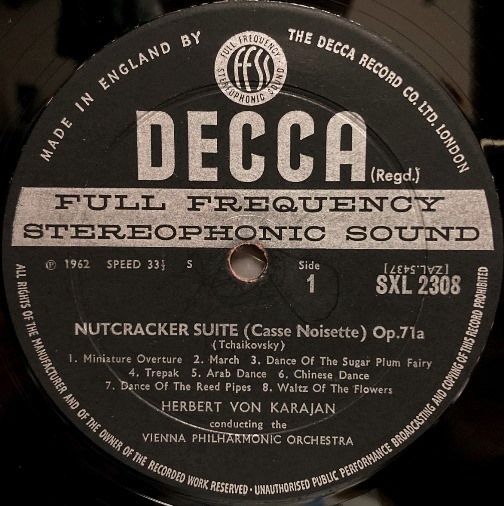 MADE IN ENGLAND BY
THE DECCA RECORD CO. LTD. LONDON
FULL FREQUENCY
ffss
STEREOPHONIC SOUND
DECCA (Regd.)
FULL FREQUENCY
STEREOPHONIC SOUND
℗ 1962 SPEED 33⅓ S
Side
1
[ZAL.5437]
SXL 2308
NUTCRACKER SUITE (Casse Noisette) Op.71a
(Tchaikovsky)
1. Miniature Overture 2. March 3. Dance Of The Sugar Plum Fairy
4. Trepak 5. Arab Dance 6. Chinese Dance
7. Dance Of The Reed Pipes 8. Waltz Of The Flowers
HERBERT VON KARAJAN
conducting the
VIENNA PHILHARMONIC ORCHESTRA
ALL RIGHTS OF THE MANUFACTURER AND OF THE OWNER OF THE RECORDED WORK RESERVED · UNAUTHORISED PUBLIC PERFORMANCE BROADCASTING AND COPYING OF THIS RECORD PROHIBITED